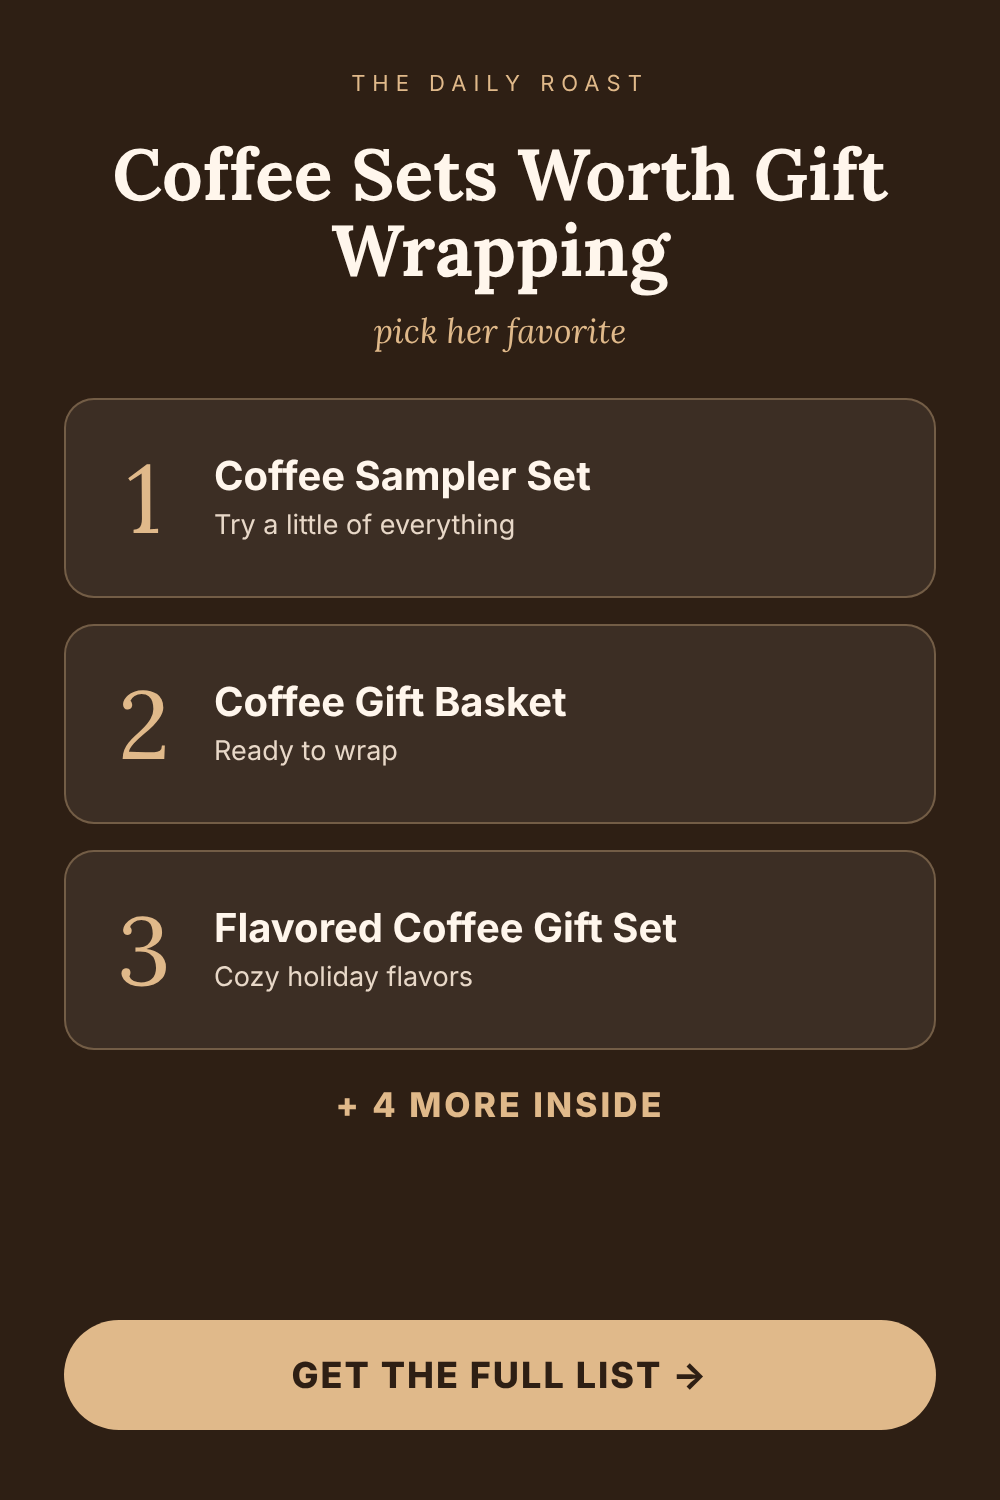 THE DAILY ROAST
Coffee Sets Worth Gift
Wrapping
pick her favorite
1
Coffee Sampler Set
Try a little of everything
2
Coffee Gift Basket
Ready to wrap
3
Flavored Coffee Gift Set
Cozy holiday flavors
+ 4 MORE INSIDE
GET THE FULL LIST →